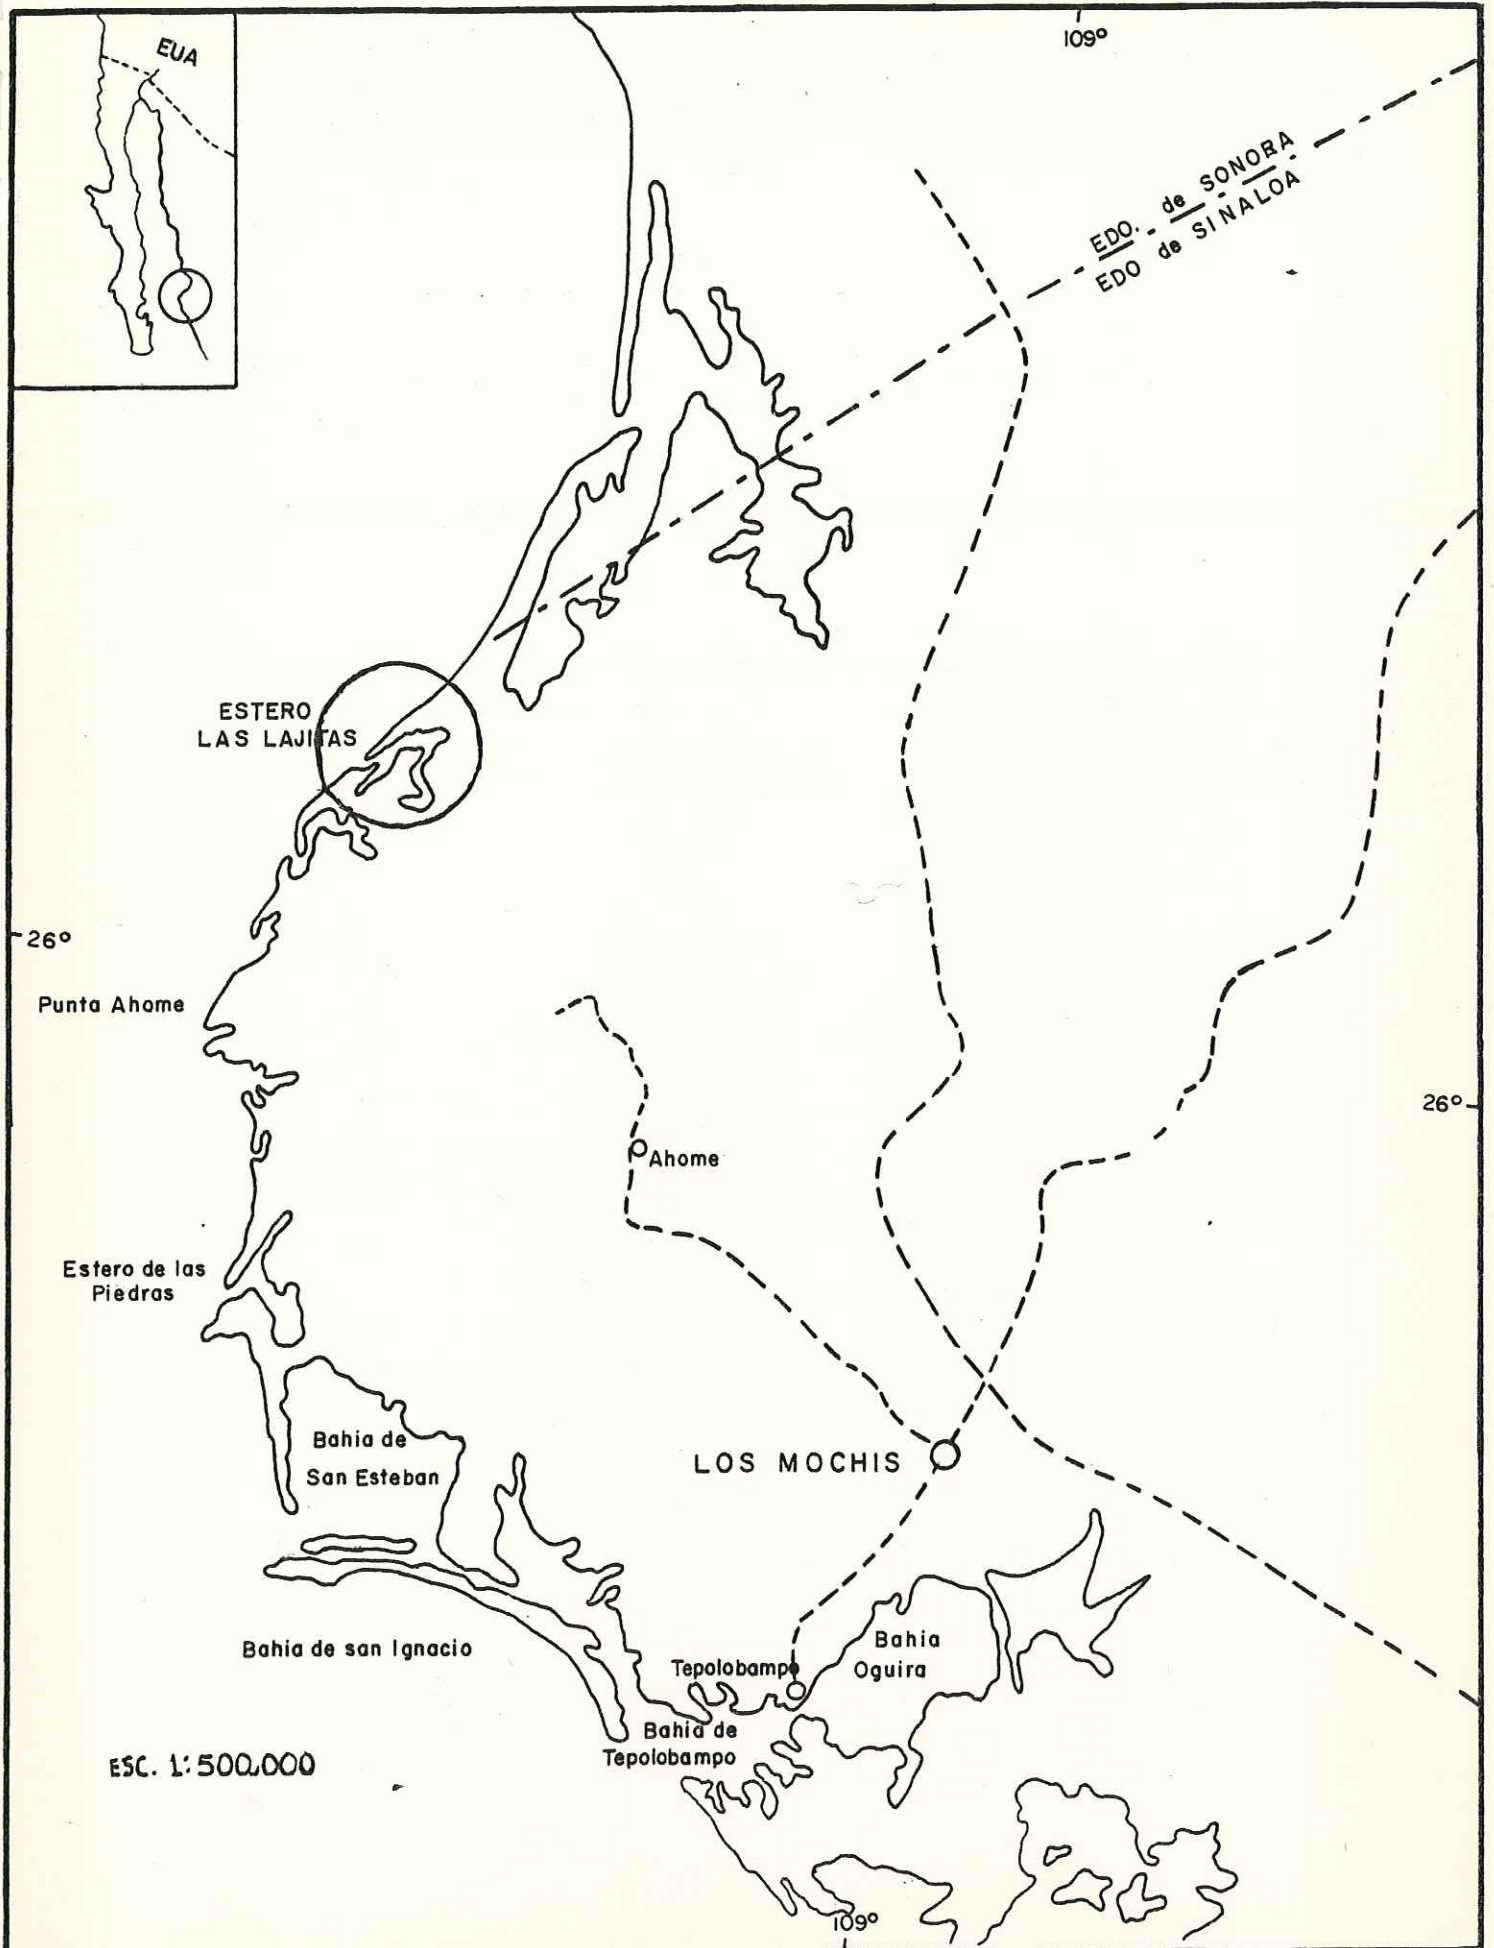 EUA
109°
EDO. de SONORA
EDO de SINALOA
ESTERO
LAS LAJITAS
26°
Punta Ahome
26°
Ahome
Estero de las
Piedras
Bahia de
San Esteban
LOS MOCHIS
Bahia de san Ignacio
Bahia
Oguira
Tepolobampo
Bahia de
Tepolobampo
ESC. 1:500,000
109°